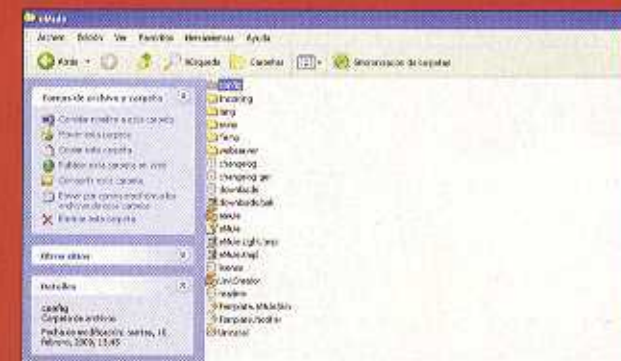 eMule
Archivo Edición Ver Favoritos Herramientas Ayuda
Atrás Búsqueda Carpetas Sincronización de carpetas
Tareas de archivo y carpeta
Cambiar nombre a esta carpeta
Mover esta carpeta
Copiar esta carpeta
Publicar esta carpeta en Web
Compartir esta carpeta
Enviar por correo electrónico los archivos de esta carpeta
Eliminar esta carpeta
Otros sitios
Detalles
config
Carpeta de archivos
Fecha de modificación: martes, 10
febrero, 2009, 13:45
config
Incoming
lang
Temp
webserver
changelog
changelog.ger
downloads
downloads.bak
eMule
eMule
eMule Light.tmpl
eMule.tmpl
license
LinkCreator
readme
Template.eMuleSkin
Template.Notifier
Uninstall